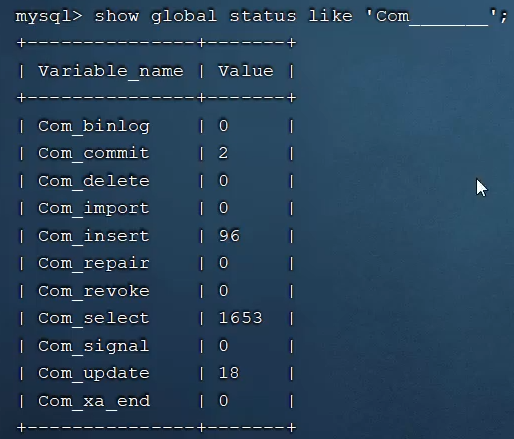 mysql> show global status like 'Com_______';
+---------------+-------+
| Variable_name | Value |
+---------------+-------+
| Com_binlog    | 0     |
| Com_commit    | 2     |
| Com_delete    | 0     |
| Com_import    | 0     |
| Com_insert    | 96    |
| Com_repair    | 0     |
| Com_revoke    | 0     |
| Com_select    | 1653  |
| Com_signal    | 0     |
| Com_update    | 18    |
| Com_xa_end    | 0     |
+---------------+-------+